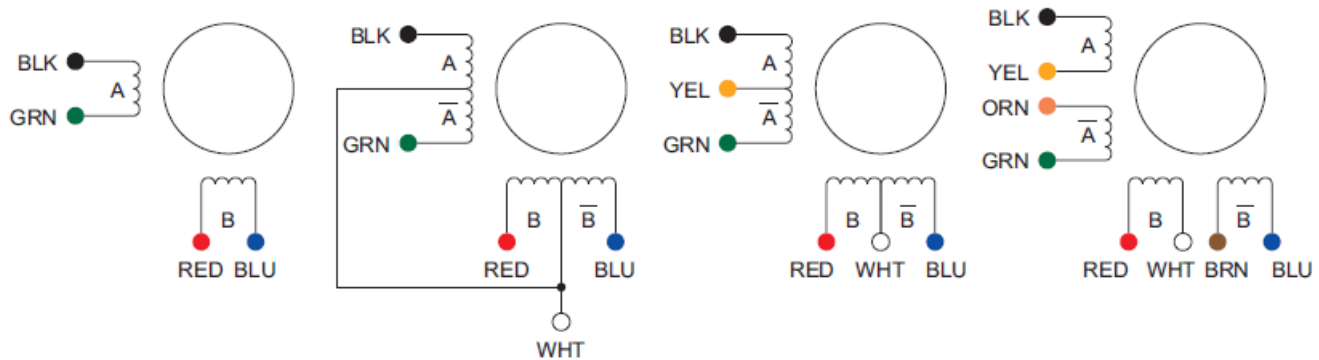 BLK
A
GRN
B
RED BLU
BLK
A
A̅
GRN
B
B̅
RED
BLU
WHT
BLK
A
YEL
A̅
GRN
B
B̅
RED WHT BLU
BLK
A
YEL
ORN
A̅
GRN
B
B̅
RED WHT BRN BLU